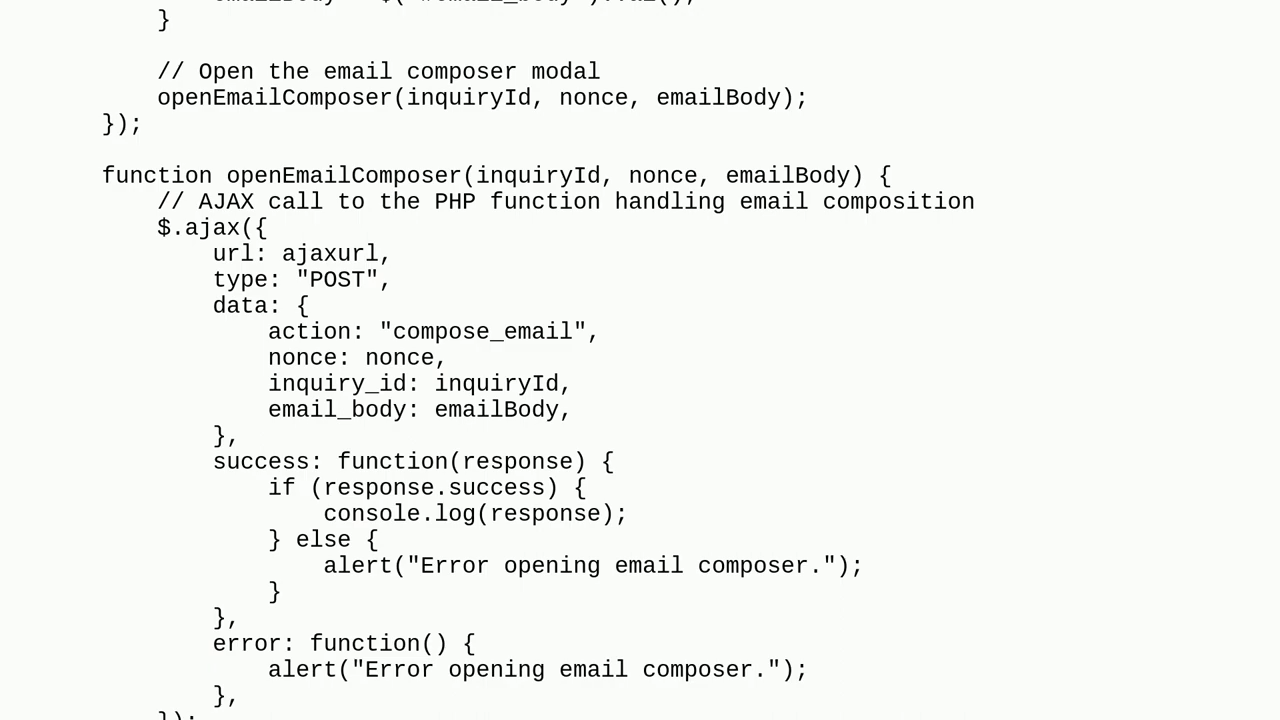 }
// Open the email composer modal
openEmailComposer(inquiryId, nonce, emailBody);
});
function openEmailComposer(inquiryId, nonce, emailBody) {
// AJAX call to the PHP function handling email composition
$.ajax({
url: ajaxurl,
type: "POST",
data: {
action: "compose_email",
nonce: nonce,
inquiry_id: inquiryId,
email_body: emailBody,
},
success: function(response) {
if (response.success) {
console.log(response);
} else {
alert("Error opening email composer.");
}
},
error: function() {
alert("Error opening email composer.");
},
});